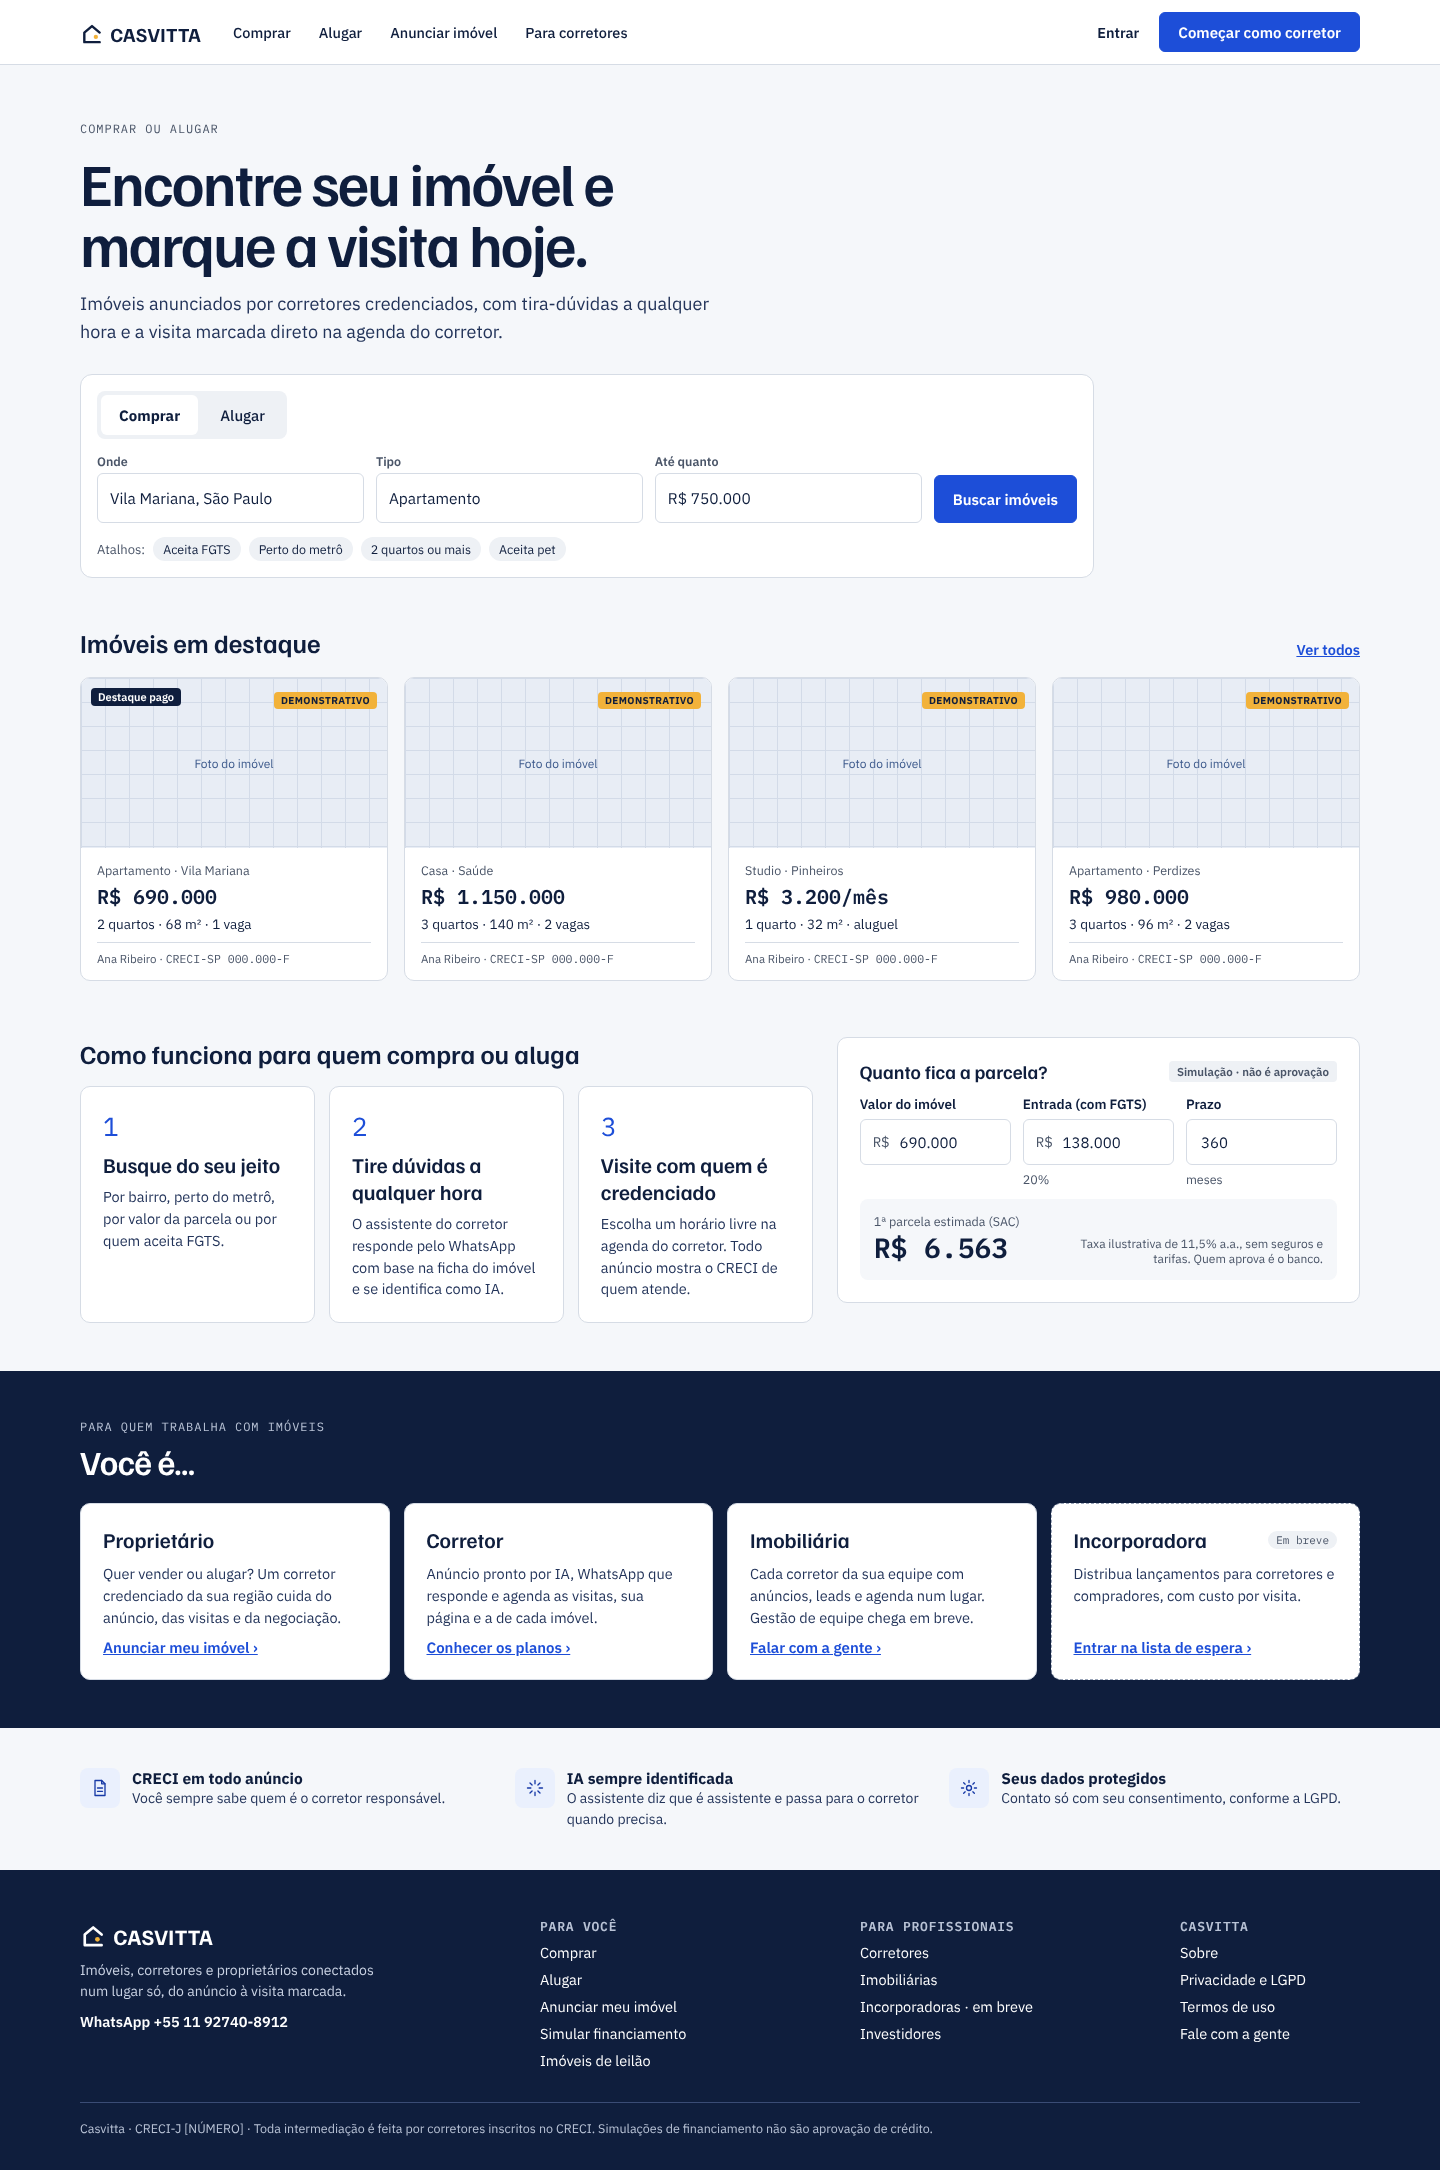 CASVITTA
Comprar
Alugar
Anunciar imóvel
Para corretores
Entrar
Começar como corretor
COMPRAR OU ALUGAR
Encontre seu imóvel e
marque a visita hoje.
Imóveis anunciados por corretores credenciados, com tira-dúvidas a qualquer
hora e a visita marcada direto na agenda do corretor.
Comprar
Alugar
Onde
Tipo
Até quanto
Vila Mariana, São Paulo
Apartamento
R$ 750.000
Buscar imóveis
Atalhos:
Aceita FGTS
Perto do metrô
2 quartos ou mais
Aceita pet
Imóveis em destaque
Ver todos
Destaque pago
DEMONSTRATIVO
Foto do imóvel
Apartamento · Vila Mariana
R$ 690.000
2 quartos · 68 m² · 1 vaga
Ana Ribeiro · CRECI-SP 000.000-F
DEMONSTRATIVO
Foto do imóvel
Casa · Saúde
R$ 1.150.000
3 quartos · 140 m² · 2 vagas
Ana Ribeiro · CRECI-SP 000.000-F
DEMONSTRATIVO
Foto do imóvel
Studio · Pinheiros
R$ 3.200/mês
1 quarto · 32 m² · aluguel
Ana Ribeiro · CRECI-SP 000.000-F
DEMONSTRATIVO
Foto do imóvel
Apartamento · Perdizes
R$ 980.000
3 quartos · 96 m² · 2 vagas
Ana Ribeiro · CRECI-SP 000.000-F
Como funciona para quem compra ou aluga
1
Busque do seu jeito
Por bairro, perto do metrô,
por valor da parcela ou por
quem aceita FGTS.
2
Tire dúvidas a
qualquer hora
O assistente do corretor
responde pelo WhatsApp
com base na ficha do imóvel
e se identifica como IA.
3
Visite com quem é
credenciado
Escolha um horário livre na
agenda do corretor. Todo
anúncio mostra o CRECI de
quem atende.
Quanto fica a parcela?
Simulação · não é aprovação
Valor do imóvel
Entrada (com FGTS)
Prazo
R$ 690.000
R$ 138.000
360
20%
meses
1ª parcela estimada (SAC)
R$ 6.563
Taxa ilustrativa de 11,5% a.a., sem seguros e
tarifas. Quem aprova é o banco.
PARA QUEM TRABALHA COM IMÓVEIS
Você é...
Proprietário
Quer vender ou alugar? Um corretor
credenciado da sua região cuida do
anúncio, das visitas e da negociação.
Anunciar meu imóvel ›
Corretor
Anúncio pronto por IA, WhatsApp que
responde e agenda as visitas, sua
página e a de cada imóvel.
Conhecer os planos ›
Imobiliária
Cada corretor da sua equipe com
anúncios, leads e agenda num lugar.
Gestão de equipe chega em breve.
Falar com a gente ›
Incorporadora
Em breve
Distribua lançamentos para corretores e
compradores, com custo por visita.
Entrar na lista de espera ›
CRECI em todo anúncio
Você sempre sabe quem é o corretor responsável.
IA sempre identificada
O assistente diz que é assistente e passa para o corretor
quando precisa.
Seus dados protegidos
Contato só com seu consentimento, conforme a LGPD.
CASVITTA
Imóveis, corretores e proprietários conectados
num lugar só, do anúncio à visita marcada.
WhatsApp +55 11 92740-8912
PARA VOCÊ
Comprar
Alugar
Anunciar meu imóvel
Simular financiamento
Imóveis de leilão
PARA PROFISSIONAIS
Corretores
Imobiliárias
Incorporadoras · em breve
Investidores
CASVITTA
Sobre
Privacidade e LGPD
Termos de uso
Fale com a gente
Casvitta · CRECI-J [NÚMERO] · Toda intermediação é feita por corretores inscritos no CRECI. Simulações de financiamento não são aprovação de crédito.